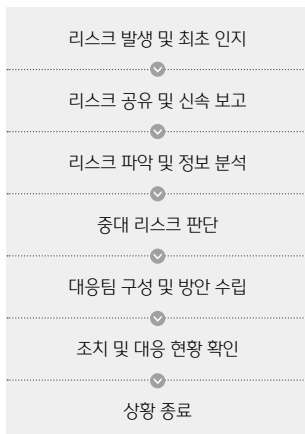 리스크 발생 및 최초 인지
리스크 공유 및 신속 보고
리스크 파악 및 정보 분석
중대 리스크 판단
대응팀 구성 및 방안 수립
조치 및 대응 현황 확인
상황 종료